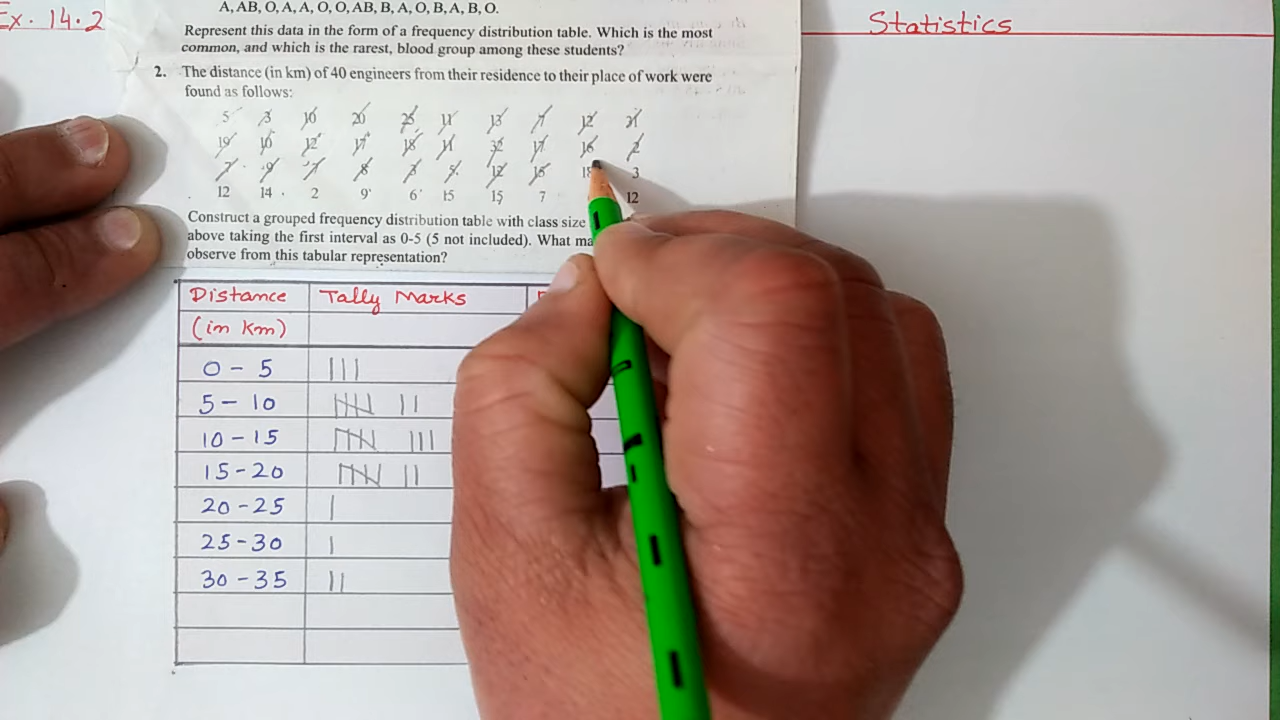 Ex. 14.2
Statistics
A, AB, O, A, A, O, O, AB, B, A, O, B, A, B, O.
Represent this data in the form of a frequency distribution table. Which is the most
common, and which is the rarest, blood group among these students?
2. The distance (in km) of 40 engineers from their residence to their place of work were
found as follows:
5 3 10 20 25 11 13 7 12 31
19 10 12 17 18 11 32 17 16 2
7 9 7 8 3 5 12 15 18 3
12 14 2 9 6 15 15 7 12
Construct a grouped frequency distribution table with class size
above taking the first interval as 0-5 (5 not included). What ma
observe from this tabular representation?
Distance Tally Marks
(in km)
0 - 5 |||
5 - 10 |||| ||
10 - 15 |||| |||
15 - 20 |||| ||
20 - 25 |
25 - 30 |
30 - 35 ||